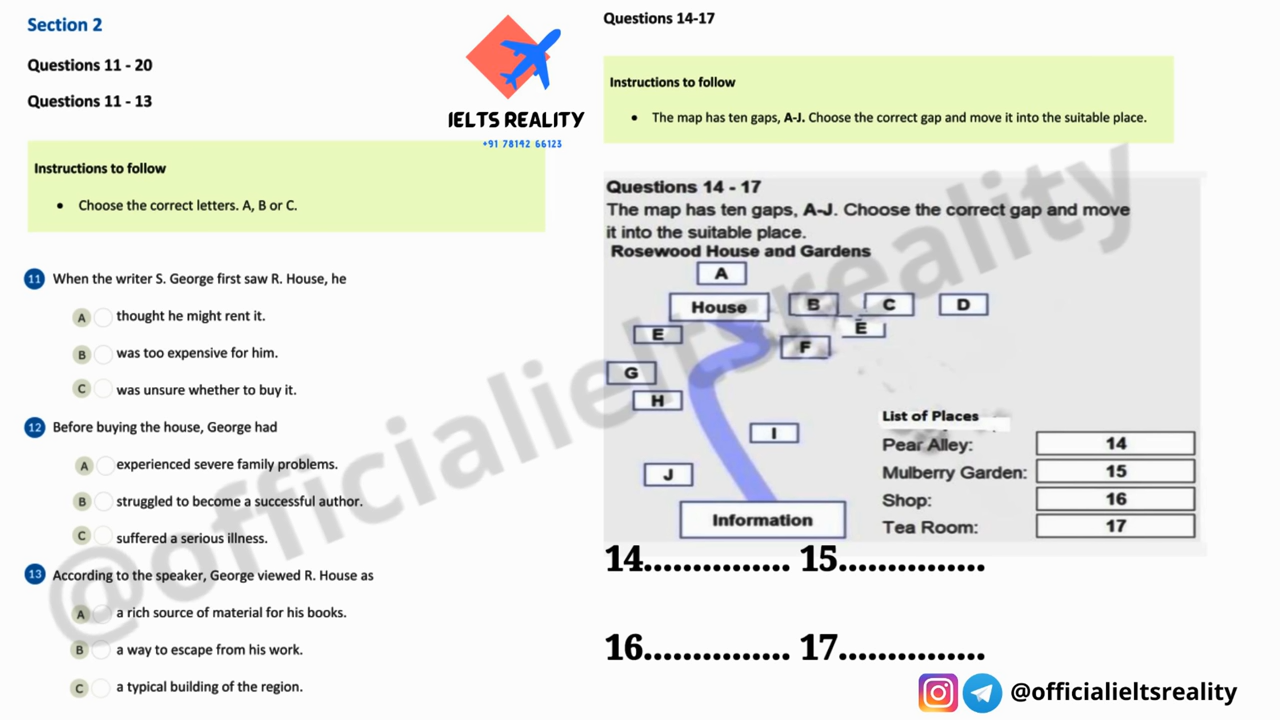 Section 2
Questions 11 - 20
Questions 11 - 13
IELTS REALITY
+91 78142 66123
Instructions to follow
• Choose the correct letters. A, B or C.
11 When the writer S. George first saw R. House, he
A thought he might rent it.
B was too expensive for him.
C was unsure whether to buy it.
12 Before buying the house, George had
A experienced severe family problems.
B struggled to become a successful author.
C suffered a serious illness.
13 According to the speaker, George viewed R. House as
A a rich source of material for his books.
B a way to escape from his work.
C a typical building of the region.
Questions 14-17
Instructions to follow
• The map has ten gaps, A-J. Choose the correct gap and move it into the suitable place.
Questions 14 - 17
The map has ten gaps, A-J. Choose the correct gap and move
it into the suitable place.
Rosewood House and Gardens
A
House B C D
E E
F
G
H
I
J
Information
List of Places
Pear Alley: 14
Mulberry Garden: 15
Shop: 16
Tea Room: 17
14............... 15...............
16............... 17...............
@officialieltsreality
@officialieltsreality